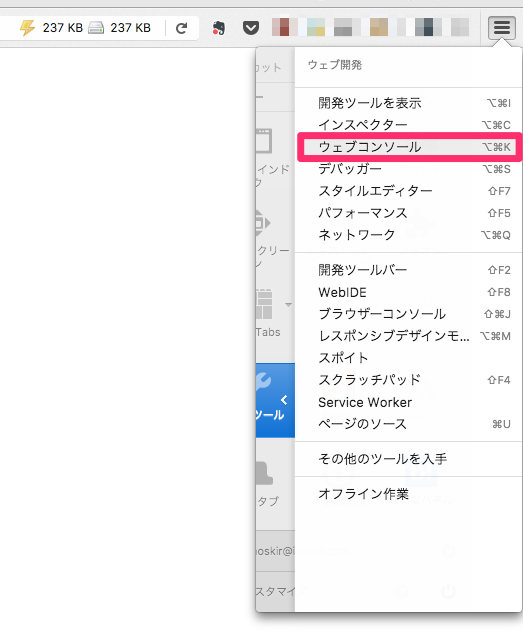 237 KB 237 KB
カット
ウェブ開発
開発ツールを表示 ⌥⌘I
インスペクター ⌥⌘C
ウェブコンソール ⌥⌘K
デバッガー ⌥⌘S
スタイルエディター ⇧F7
パフォーマンス ⇧F5
ネットワーク ⌥⌘Q
開発ツールバー ⇧F2
WebIDE ⇧F8
ブラウザーコンソール ⇧⌘J
レスポンシブデザインモ... ⌥⌘M
スポイト
スクラッチパッド ⇧F4
Service Worker
ページのソース ⌘U
その他のツールを入手
オフライン作業
インド
ク
クリー
ン
Tabs
ツール
タブ
noskir@i
スタマイ